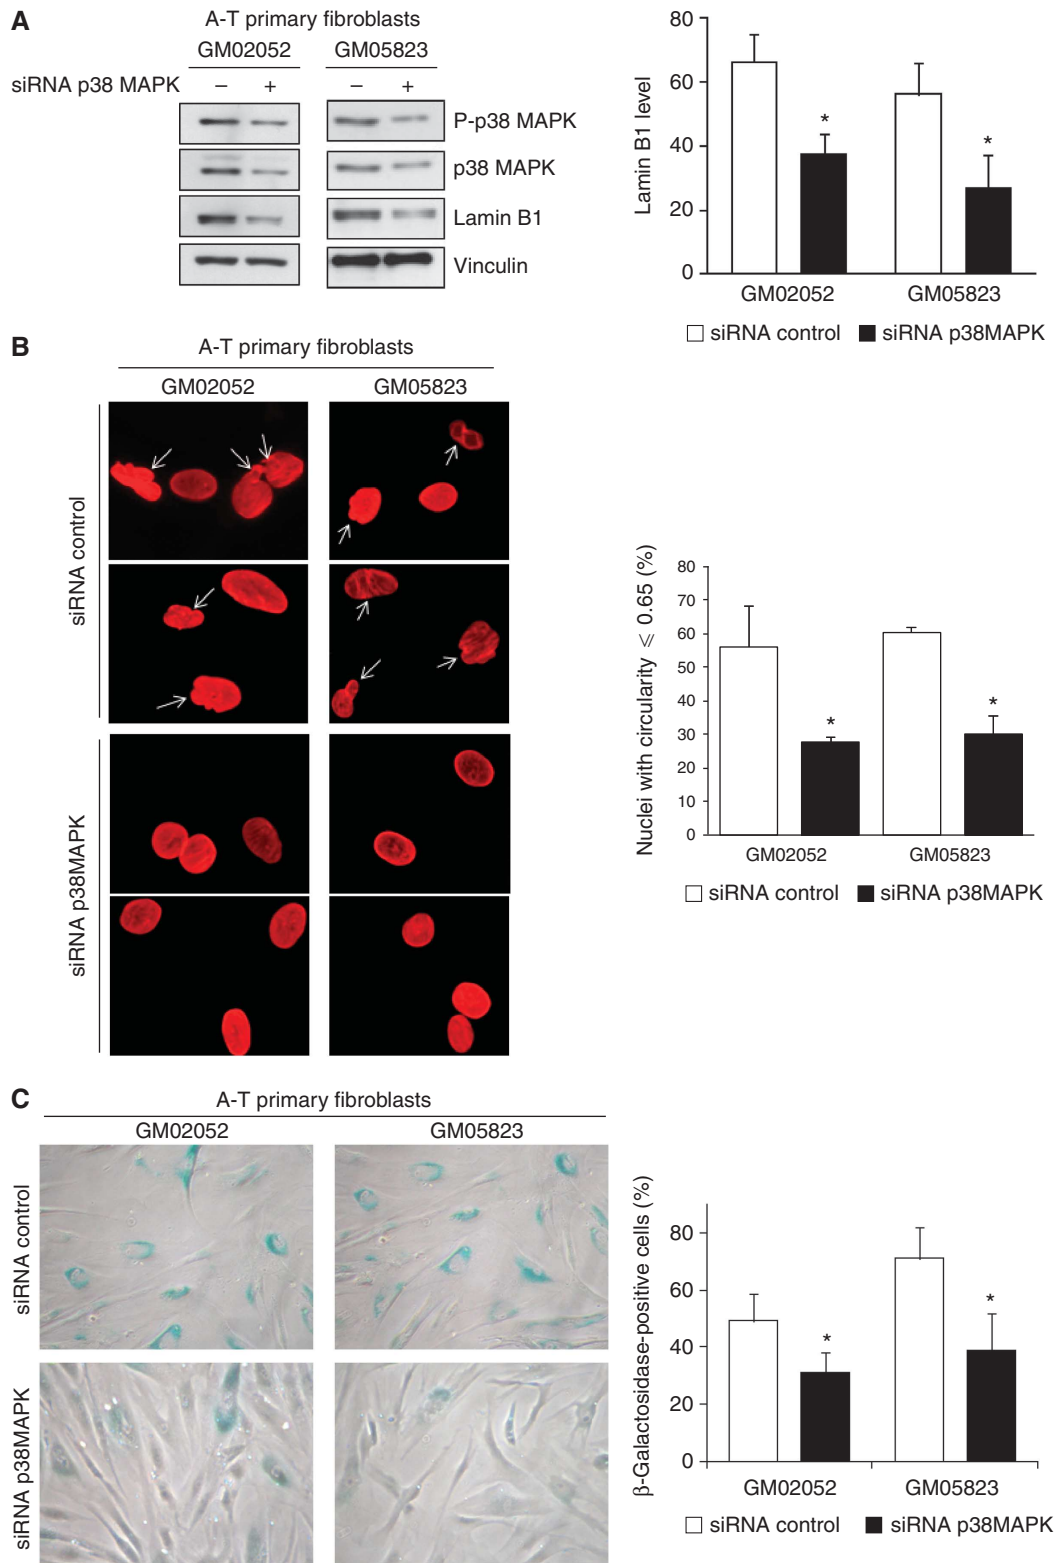 A
A-T primary fibroblasts
GM02052 GM05823
siRNA p38 MAPK − + − +
P-p38 MAPK
p38 MAPK
Lamin B1
Vinculin
Lamin B1 level
80
60
40
20
0
*
*
GM02052 GM05823
siRNA control siRNA p38MAPK
B
A-T primary fibroblasts
GM02052 GM05823
siRNA control
siRNA p38MAPK
Nuclei with circularity ⩽ 0.65 (%)
80
70
60
50
40
30
20
10
0
*
*
GM02052 GM05823
siRNA control siRNA p38MAPK
C
A-T primary fibroblasts
GM02052 GM05823
siRNA control
siRNA p38MAPK
β-Galactosidase-positive cells (%)
80
60
40
20
0
*
*
GM02052 GM05823
siRNA control siRNA p38MAPK